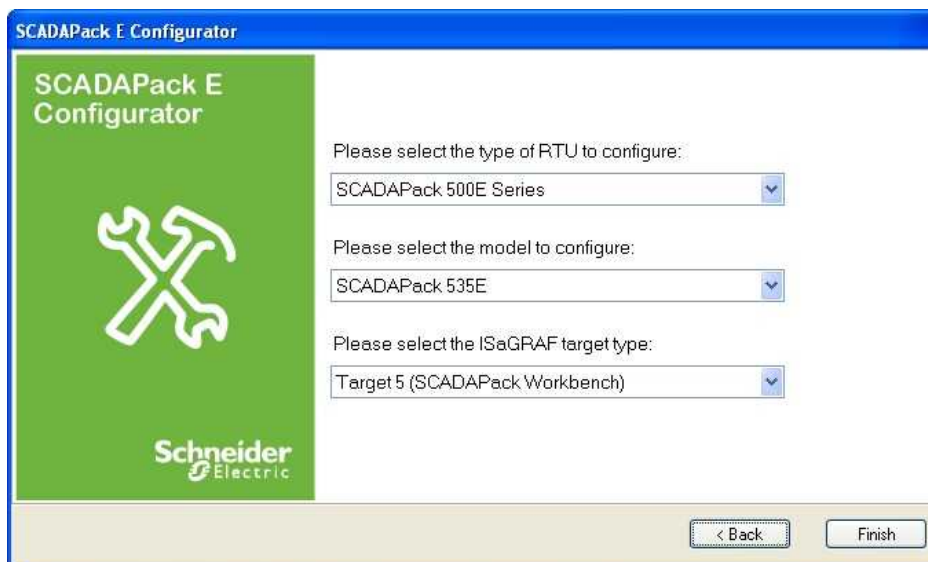 SCADAPack E Configurator
SCADAPack E
Configurator
Please select the type of RTU to configure:
SCADAPack 500E Series
Please select the model to configure:
SCADAPack 535E
Please select the ISaGRAF target type:
Target 5 (SCADAPack Workbench)
Schneider
Electric
< Back
Finish